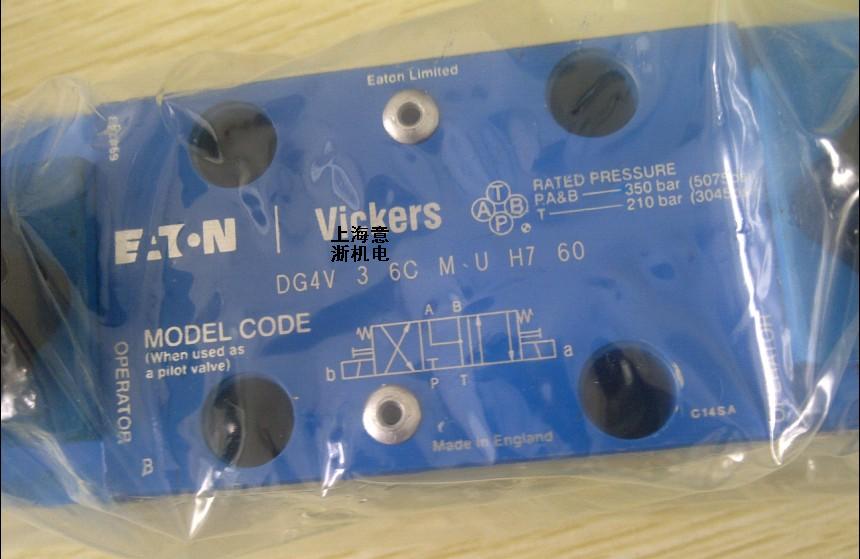 Eaton Limited
EATON | Vickers
上海意
浙机电
T
A B
P
RATED PRESSURE
P.A&B — 350 bar
T — 210 bar
DG4V 3 6C M U H7 60
MODEL CODE
(When used as
a pilot valve)
A B
b
a
T
P T
OPERATOR
B
C14SA
Made in England